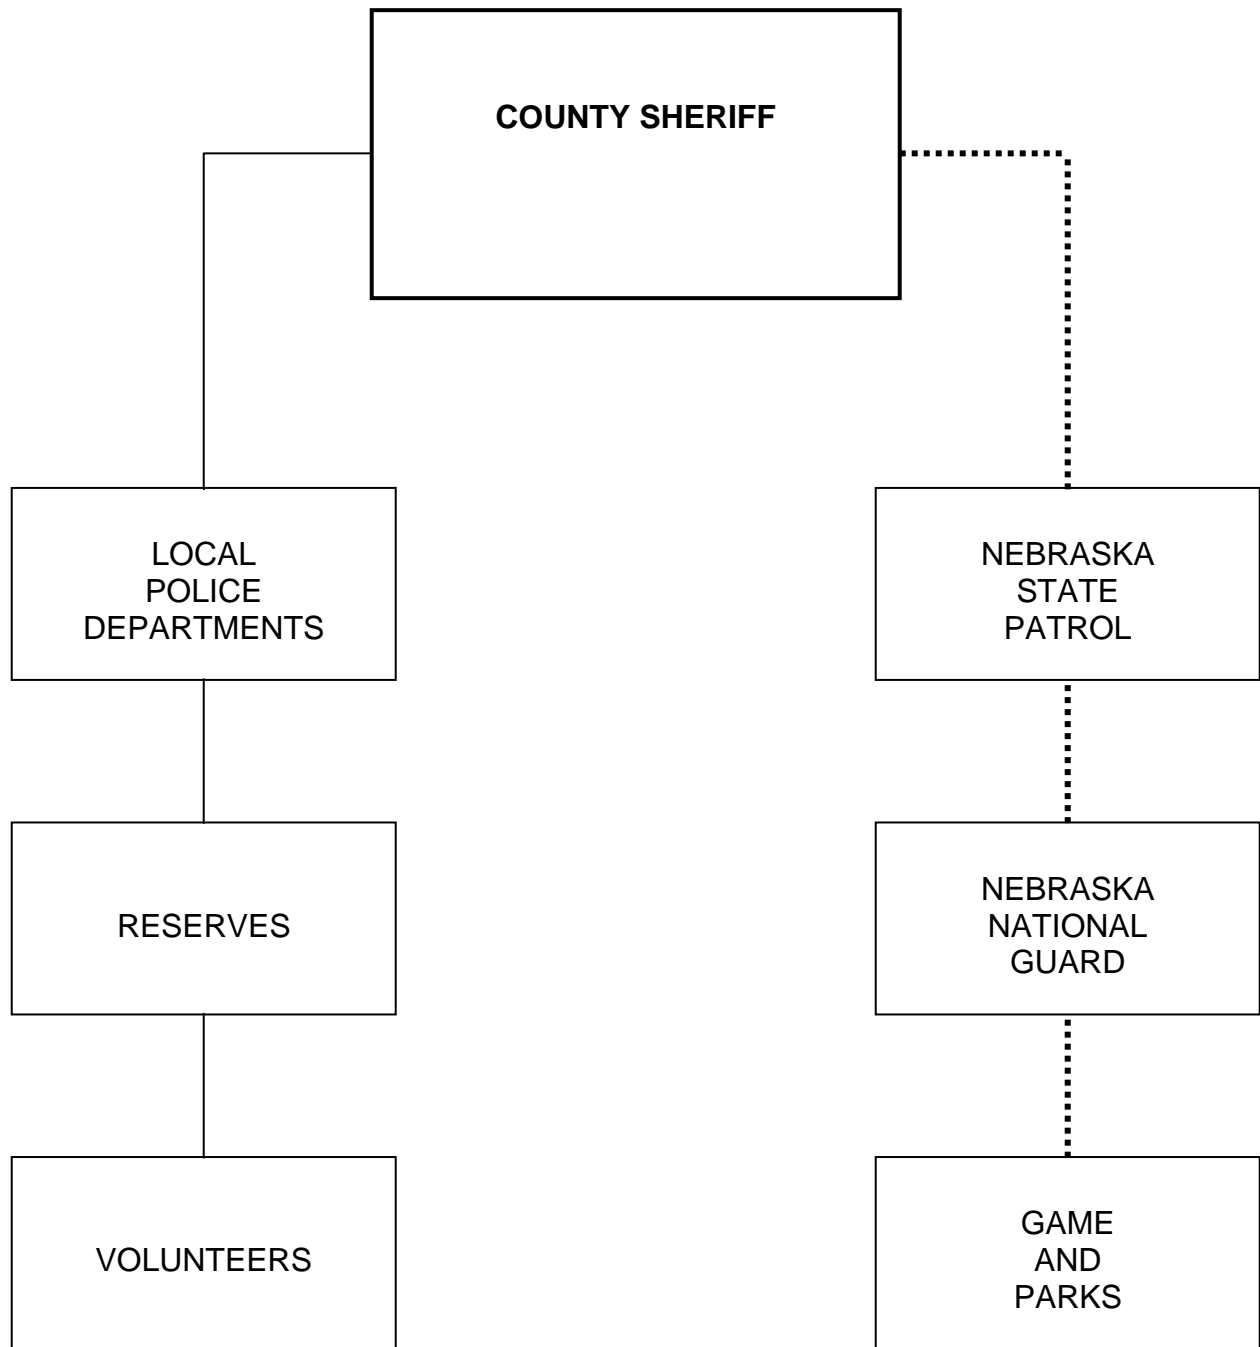 COUNTY SHERIFF
LOCAL
POLICE
DEPARTMENTS
NEBRASKA
STATE
PATROL
RESERVES
NEBRASKA
NATIONAL
GUARD
VOLUNTEERS
GAME
AND
PARKS